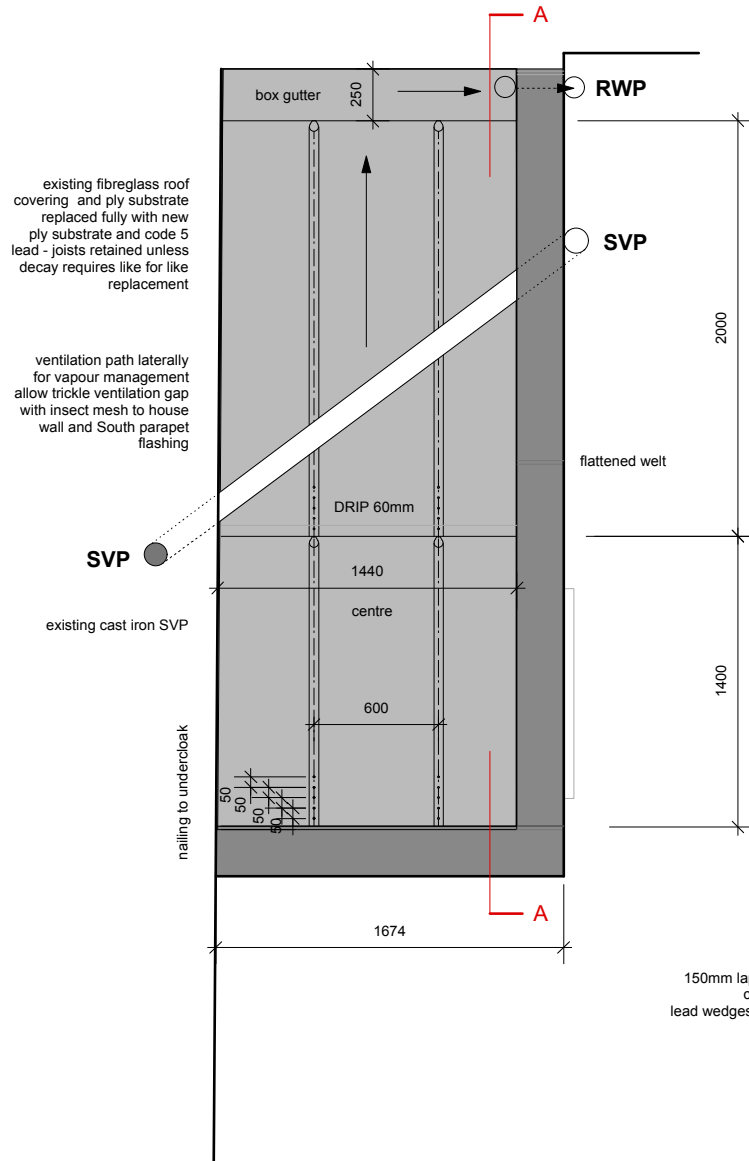 A
box gutter
250
RWP
existing fibreglass roof
covering and ply substrate
replaced fully with new
ply substrate and code 5
lead - joists retained unless
decay requires like for like
replacement
SVP
2000
ventilation path laterally
for vapour management
allow trickle ventilation gap
with insect mesh to house
wall and South parapet
flashing
flattened welt
DRIP 60mm
SVP
1440
centre
existing cast iron SVP
1400
600
nailing to undercloak
50
50
50
50
A
1674
150mm
lead wedges